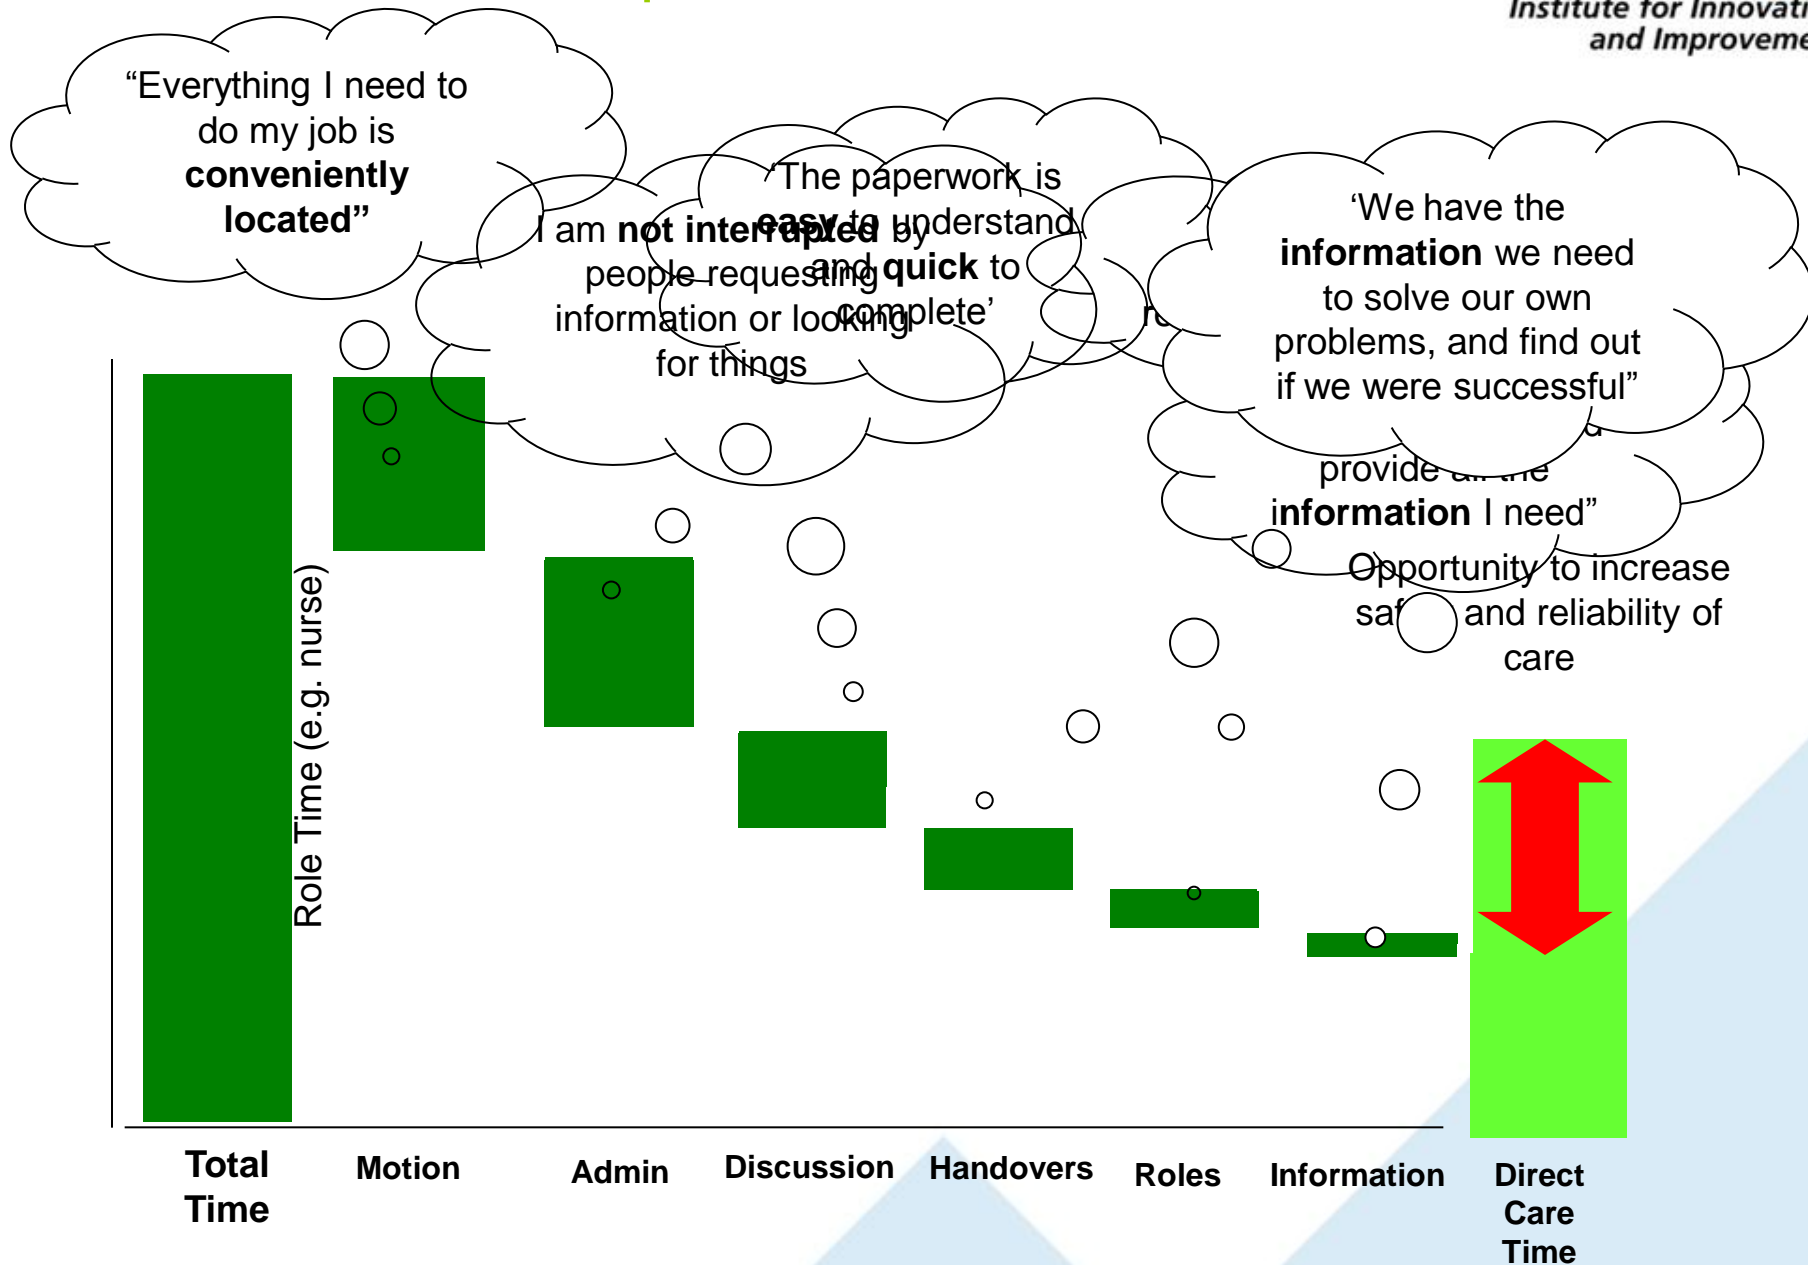 Institute for Innovati
and Improveme
“Everything I need to
do my job is
conveniently
located”
I am not interrupted by
people requesting
information or looking
for things
‘The paperwork is
easy to understand
and quick to
complete’
‘We have the
information we need
to solve our own
problems, and find out
if we were successful”
provide all the
information I need”
Opportunity to increase
and reliability of
care
Role Time (e.g. nurse)
Total
Time
Motion
Admin
Discussion
Handovers
Roles
Information
Direct
Care
Time